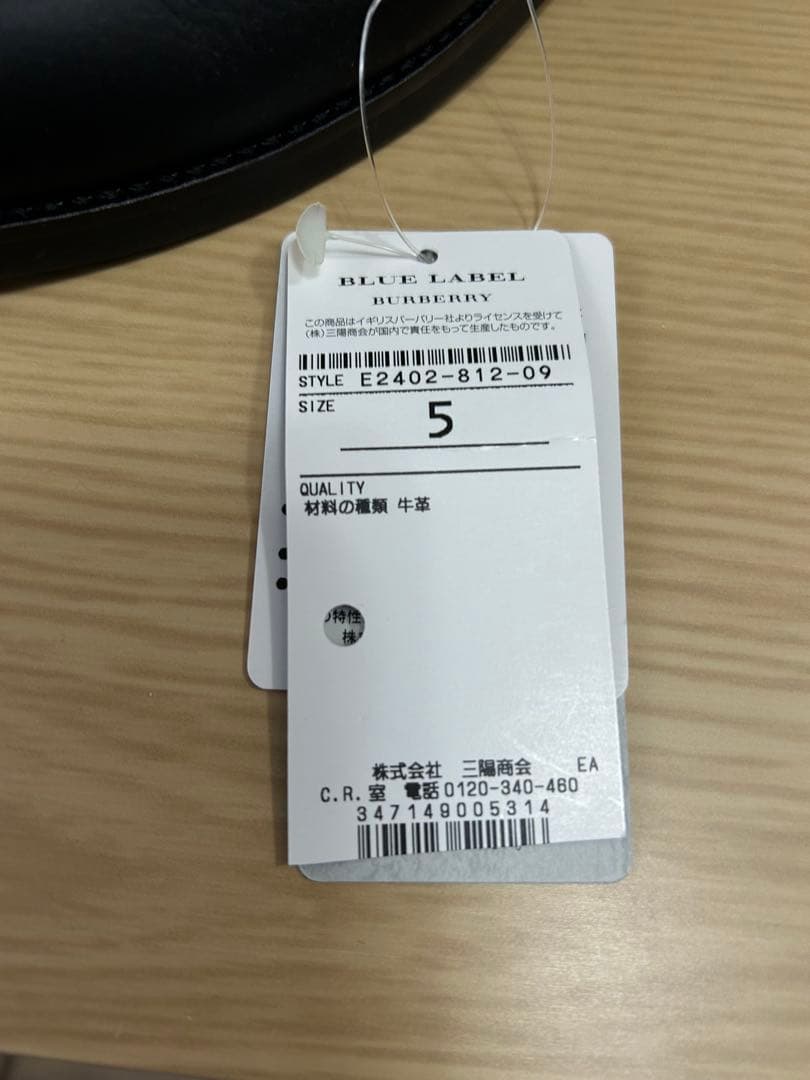 BLUE LABEL
BURBERRY
この商品はイギリスバーバリー社よりライセンスを受けて
(株)三陽商会が国内で責任をもって生産したものです。
STYLE E2402-812-09
SIZE
5
QUALITY
材料の種類 牛革
の特性
株
株式会社 三陽商会 EA
C.R.室 電話0120-340-460
347149005314